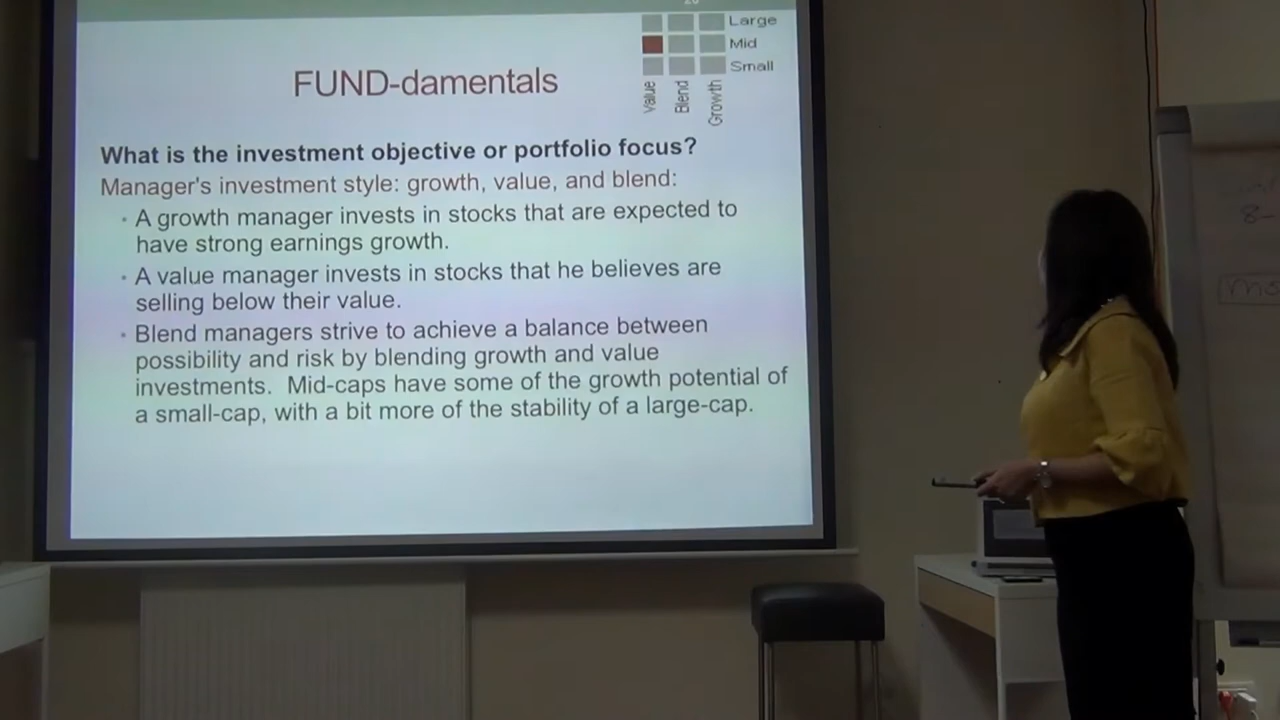 Large
Mid
Small
Value
Blend
Growth
FUND-damentals
What is the investment objective or portfolio focus?
Manager's investment style: growth, value, and blend:
· A growth manager invests in stocks that are expected to
have strong earnings growth.
· A value manager invests in stocks that he believes are
selling below their value.
· Blend managers strive to achieve a balance between
possibility and risk by blending growth and value
investments. Mid-caps have some of the growth potential of
a small-cap, with a bit more of the stability of a large-cap.